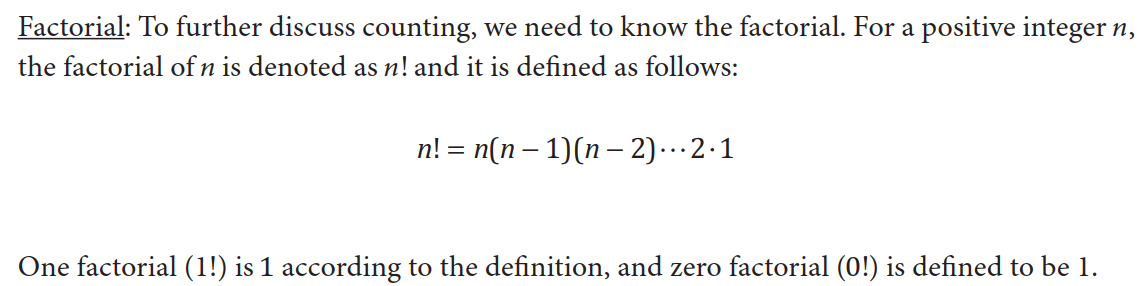 Factorial: To further discuss counting, we need to know the factorial. For a positive integer n,
the factorial of n is denoted as n! and it is defined as follows:
n! = n(n – 1)(n – 2)⋯2·1
One factorial (1!) is 1 according to the definition, and zero factorial (0!) is defined to be 1.